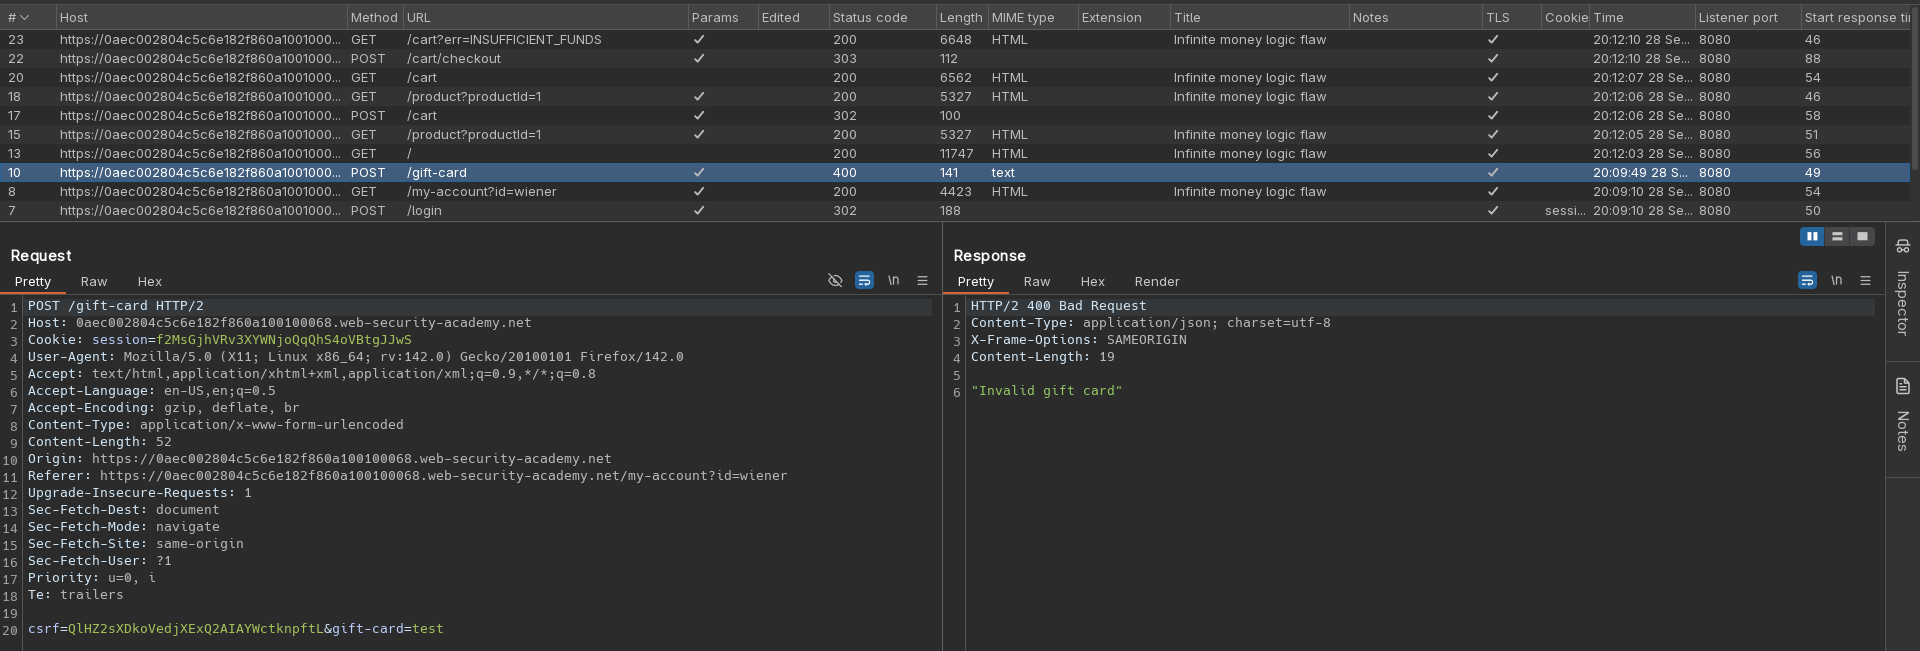 # Host Method URL Params Edited Status code Length MIME type Extension Title Notes TLS Cookie Time Listener port Start response ti
23 https://0aec002804c5c6e182f860a1001000... GET /cart?err=INSUFFICIENT_FUNDS ✓ 200 6648 HTML Infinite money logic flaw ✓ 20:12:10 28 Se... 8080 46
22 https://0aec002804c5c6e182f860a1001000... POST /cart/checkout ✓ 303 112 ✓ 20:12:10 28 Se... 8080 88
20 https://0aec002804c5c6e182f860a1001000... GET /cart 200 6562 HTML Infinite money logic flaw ✓ 20:12:07 28 Se... 8080 54
18 https://0aec002804c5c6e182f860a1001000... GET /product?productId=1 ✓ 200 5327 HTML Infinite money logic flaw ✓ 20:12:06 28 Se... 8080 46
17 https://0aec002804c5c6e182f860a1001000... POST /cart ✓ 302 100 ✓ 20:12:06 28 Se... 8080 58
15 https://0aec002804c5c6e182f860a1001000... GET /product?productId=1 ✓ 200 5327 HTML Infinite money logic flaw ✓ 20:12:05 28 Se... 8080 51
13 https://0aec002804c5c6e182f860a1001000... GET / 200 11747 HTML Infinite money logic flaw ✓ 20:12:03 28 Se... 8080 56
10 https://0aec002804c5c6e182f860a1001000... POST /gift-card ✓ 400 141 text ✓ 20:09:49 28 S... 8080 49
8 https://0aec002804c5c6e182f860a1001000... GET /my-account?id=wiener ✓ 200 4423 HTML Infinite money logic flaw ✓ 20:09:10 28 Se... 8080 54
7 https://0aec002804c5c6e182f860a1001000... POST /login ✓ 302 188 ✓ sessi... 20:09:10 28 Se... 8080 50
Request
Pretty Raw Hex
\n
1 POST /gift-card HTTP/2
2 Host: 0aec002804c5c6e182f860a100100068.web-security-academy.net
3 Cookie: session=f2MsGjhVRv3XYWNjoQqQhS4oVBtgJJwS
4 User-Agent: Mozilla/5.0 (X11; Linux x86_64; rv:142.0) Gecko/20100101 Firefox/142.0
5 Accept: text/html,application/xhtml+xml,application/xml;q=0.9,*/*;q=0.8
6 Accept-Language: en-US,en;q=0.5
7 Accept-Encoding: gzip, deflate, br
8 Content-Type: application/x-www-form-urlencoded
9 Content-Length: 52
10 Origin: https://0aec002804c5c6e182f860a100100068.web-security-academy.net
11 Referer: https://0aec002804c5c6e182f860a100100068.web-security-academy.net/my-account?id=wiener
12 Upgrade-Insecure-Requests: 1
13 Sec-Fetch-Dest: document
14 Sec-Fetch-Mode: navigate
15 Sec-Fetch-Site: same-origin
16 Sec-Fetch-User: ?1
17 Priority: u=0, i
18 Te: trailers
19
20 csrf=QlHZ2sXDkoVedjXExQ2AIAYWctknpftL&gift-card=test
Response
Pretty Raw Hex Render
\n
1 HTTP/2 400 Bad Request
2 Content-Type: application/json; charset=utf-8
3 X-Frame-Options: SAMEORIGIN
4 Content-Length: 19
5
6 "Invalid gift card"
Inspector
Notes